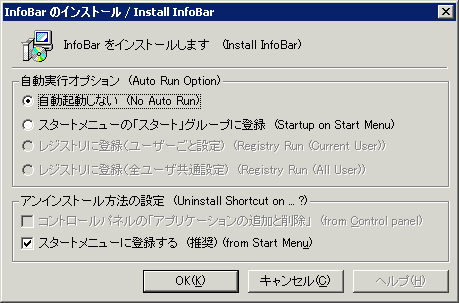 InfoBar のインストール / Install InfoBar
InfoBar をインストールします (Install InfoBar)
自動実行オプション (Auto Run Option)
自動起動しない (No Auto Run)
スタートメニューの「スタート」グループに登録 (Startup on Start Menu)
レジストリに登録(ユーザーごと設定) (Registry Run (Current User))
レジストリに登録(全ユーザ共通設定) (Registry Run (All User))
アンインストール方法の設定 (Uninstall Shortcut on ... ?)
コントロールパネルの「アプリケーションの追加と削除」 (from Control panel)
スタートメニューに登録する (推奨) (from Start Menu)
OK(K) キャンセル(C) ヘルプ(H)